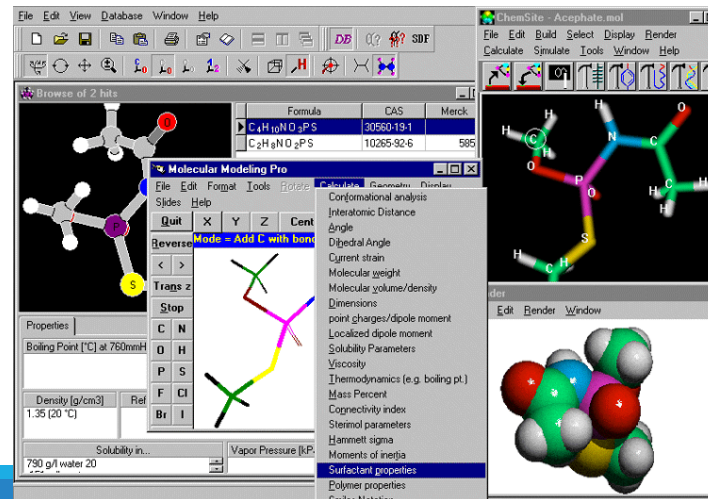 File Edit View Database Window Help
DB SDF
Browse of 2 hits
Formula CAS Merck
C4H10NO3PS 30560-19-1
C2H8NO2PS 10265-92-6 585
O
P
S
Properties
Boiling Point [°C] at 760mmH
Density [g/cm3] Ref
1.35 (20 °C)
Solubility in... Vapor Pressure [kP
790 g/l water 20
Molecular Modeling Pro
File Edit Format Tools Rotate Calculate Geometry Display
Slides Help
Quit X Y Z Cent
Reverse Mode = Add C with bond
< >
Trans z
Stop
C N
O H
P S
F Cl
Br I
Conformational analysis
Interatomic Distance
Angle
Dihedral Angle
Current strain
Molecular weight
Molecular volume/density
Dimensions
point charges/dipole moment
Localized dipole moment
Solubility Parameters
Viscosity
Thermodynamics (e.g. boiling pt.)
Mass Percent
Connectivity index
Sterimol parameters
Hammett sigma
Moments of inertia
Surfactant properties
Polymer properties
ChemSite - Acephate.mol
File Edit Build Select Display Render
Calculate Simulate Tools Window Help
H H O
H C N C
H
O P O C
S
C
H
nder
Edit Render Window